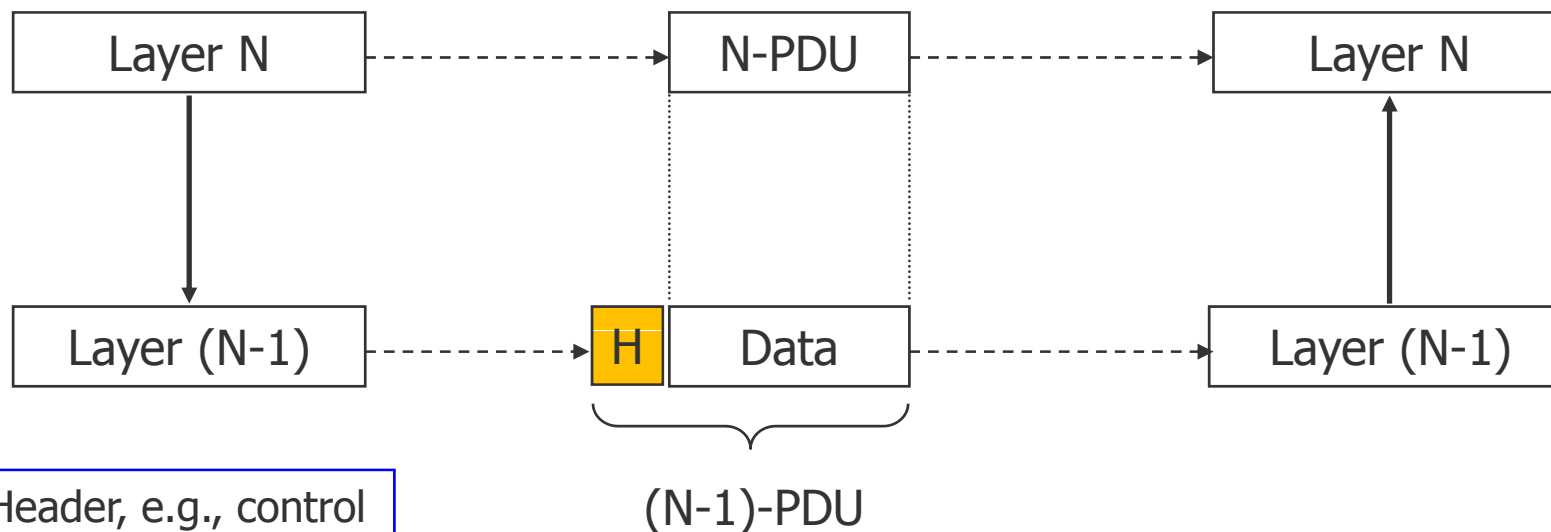 Layer N N-PDU Layer N
Layer (N-1) H Data Layer (N-1)
Header, e.g., control (N-1)-PDU